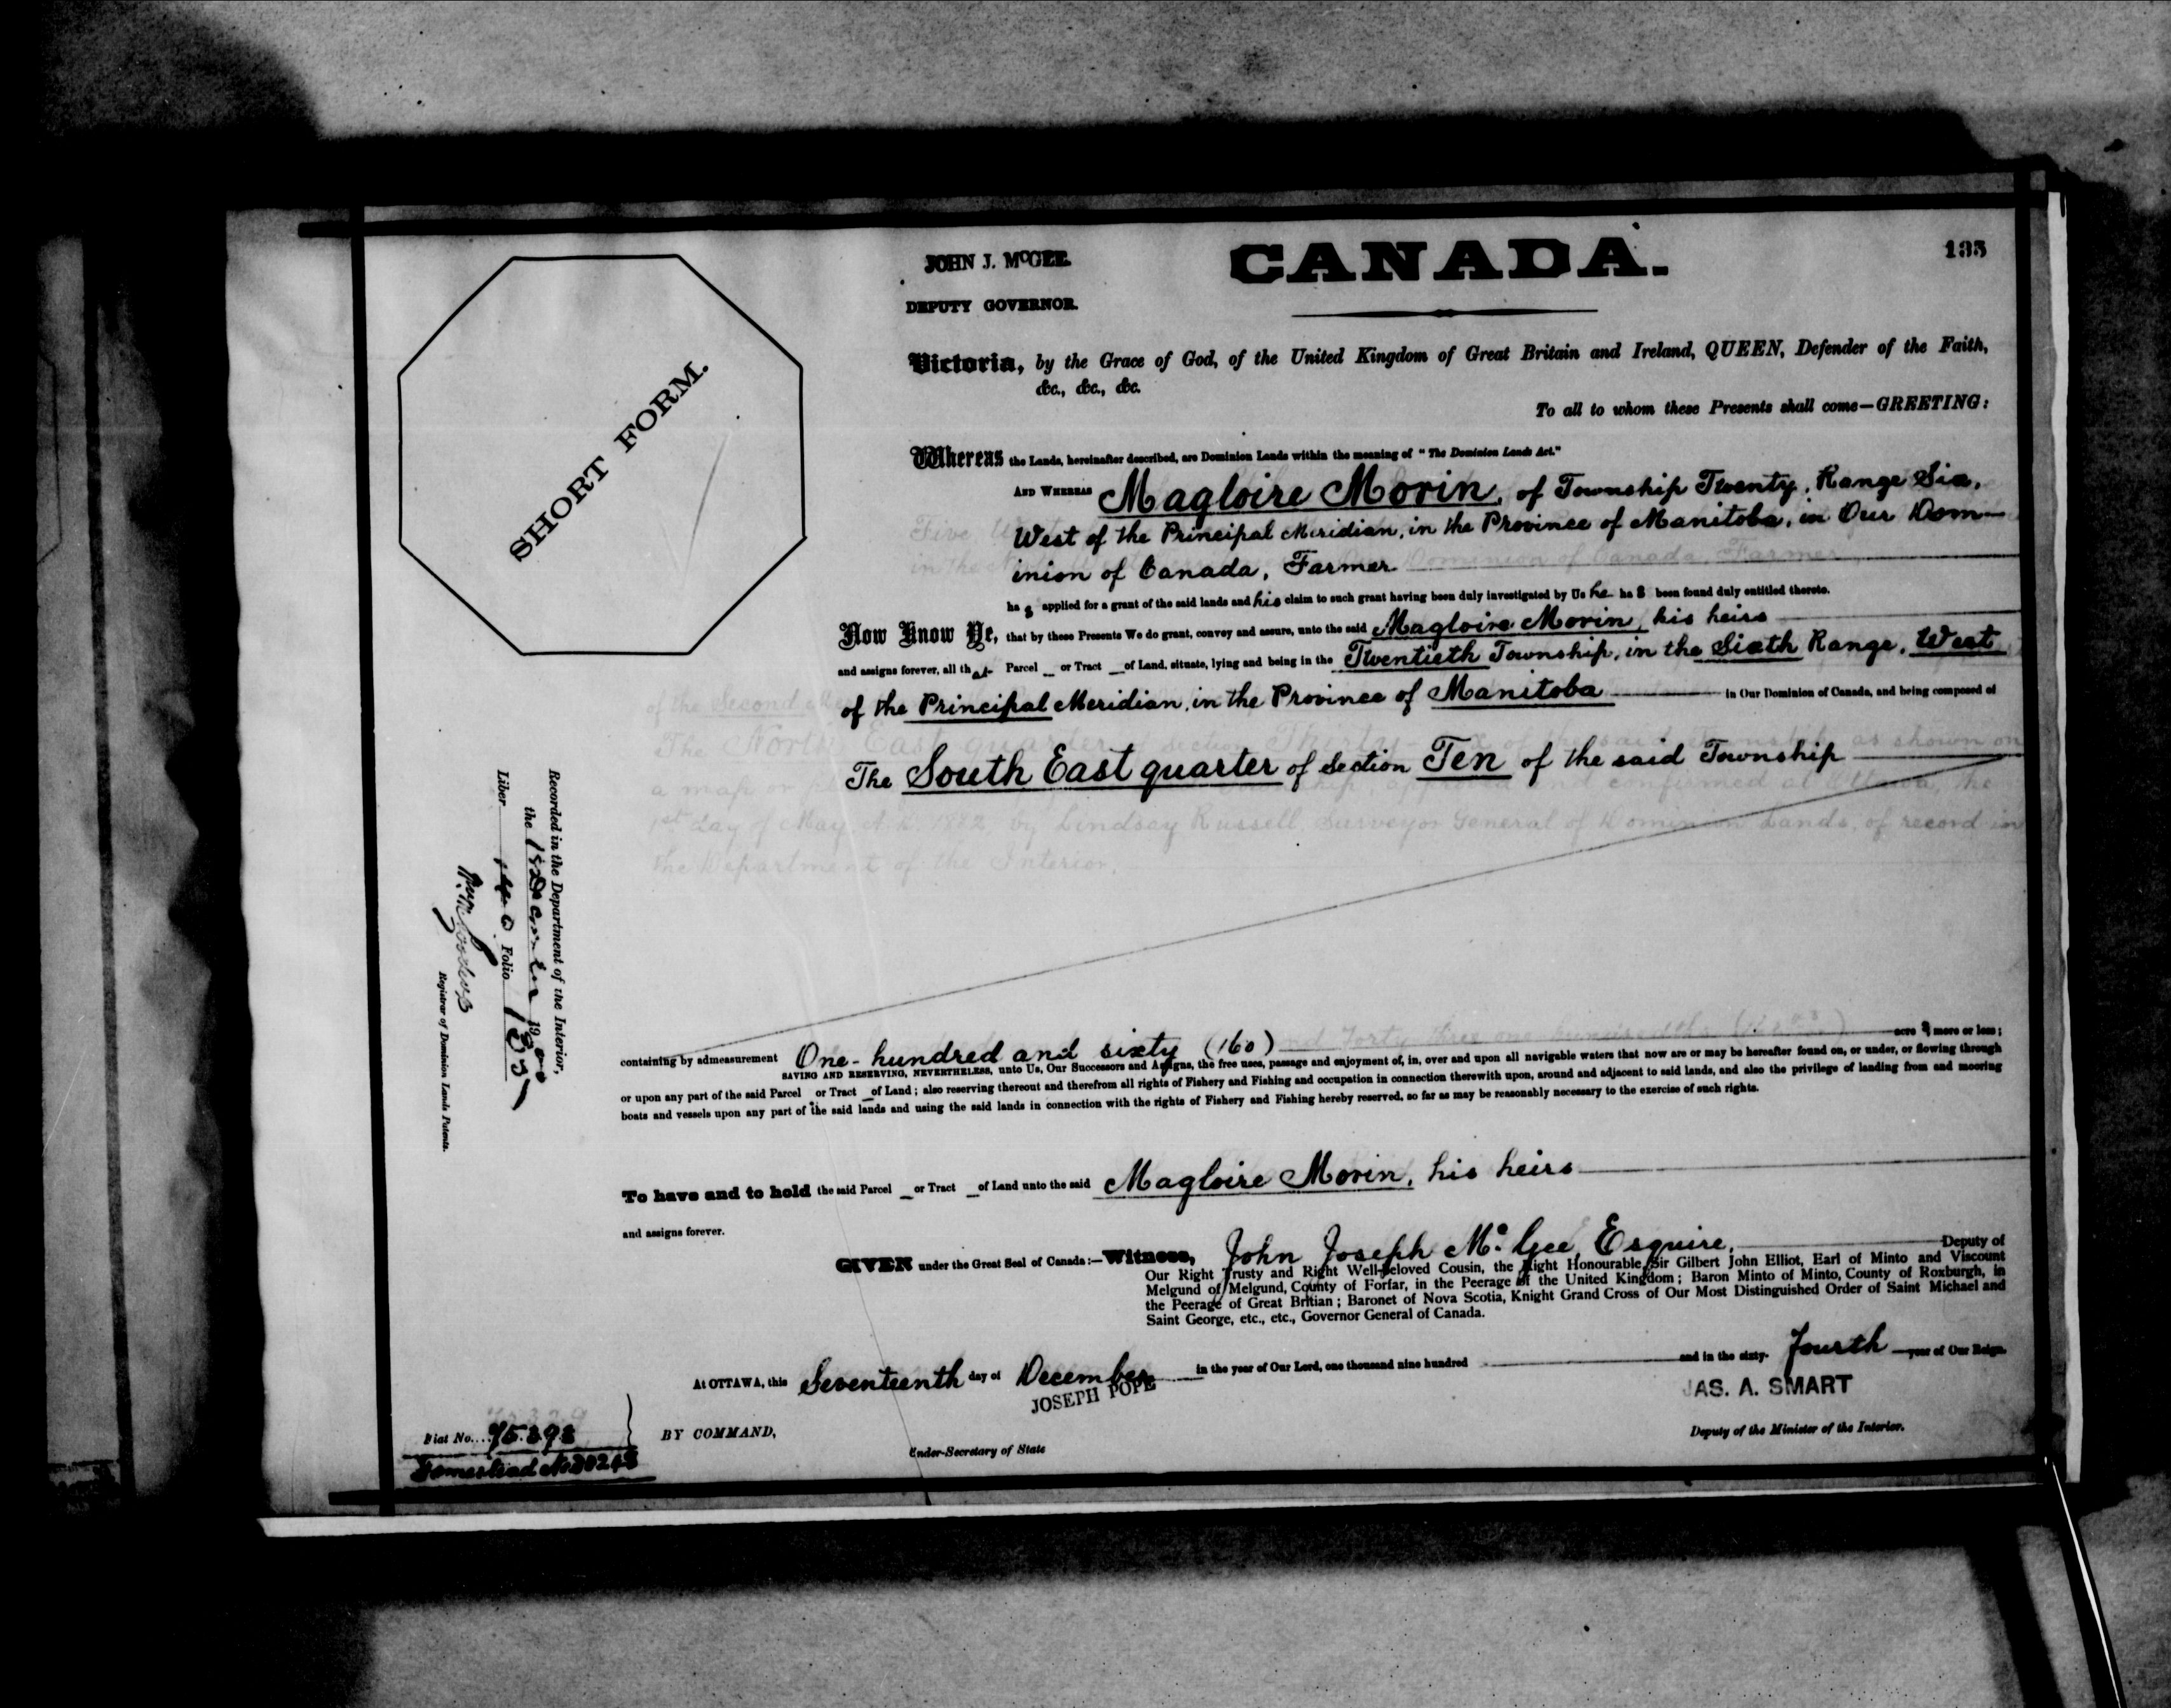 JOHN J. McGEE.
DEPUTY GOVERNOR.
CANADA.
135
SHORT FORM.
Victoria, by the Grace of God, of the United Kingdom of Great Britain and Ireland, QUEEN, Defender of the Faith,
&c., &c., &c.
To all to whom these Presents shall come—GREETING:
Whereas the Lands, hereinafter described, are Dominion Lands within the meaning of "The Dominion Lands Act."
AND WHEREAS Magloire Morin, of Township Twenty, Range Six,
West of the Principal Meridian, in the Province of Manitoba, in Our Dom-
inion of Canada, Farmer
has applied for a grant of the said lands and his claim to such grant having been duly investigated by Us he has been found duly entitled thereto.
Now Know Ye, that by these Presents We do grant, convey and assure, unto the said Magloire Morin, his heirs
and assigns forever, all that Parcel or Tract of Land, situate, lying and being in the Twentieth Township, in the Sixth Range, West
of the Principal Meridian, in the Province of Manitoba in Our Dominion of Canada, and being composed of
The South East quarter of Section Ten of the said Township
containing by admeasurement One hundred and sixty (160) acres more or less;
SAVING AND RESERVING, NEVERTHELESS, unto Us, Our Successors and Assigns, the free uses, passage and enjoyment of, in, over and upon all navigable waters that now are or may be hereafter found on, or under, or flowing through
or upon any part of the said Parcel or Tract of Land; also reserving thereout and therefrom all rights of Fishery and Fishing and occupation in connection therewith upon, around and adjacent to said lands, and also the privilege of landing from and mooring
boats and vessels upon any part of the said lands and using the said lands in connection with the rights of Fishery and Fishing hereby reserved, so far as may be reasonably necessary to the exercise of such rights.
To have and to hold the said Parcel or Tract of Land unto the said Magloire Morin, his heirs
and assigns forever.
GIVEN under the Great Seal of Canada:—Witness, John Joseph McGee, Esquire, Deputy of
Our Right Trusty and Right Well-Beloved Cousin, the Right Honourable Sir Gilbert John Elliot, Earl of Minto and Viscount
Melgund of Melgund, County of Forfar, in the Peerage of the United Kingdom; Baron Minto of Minto, County of Roxburgh, in
the Peerage of Great Britian; Baronet of Nova Scotia, Knight Grand Cross of Our Most Distinguished Order of Saint Michael and
Saint George, etc., etc., Governor General of Canada.
At OTTAWA, this Seventeenth day of December in the year of Our Lord, one thousand nine hundred and in the sixty- fourth year of Our Reign.
JOSEPH POPE
JAS. A. SMART
BY COMMAND,
Under-Secretary of State
Deputy of the Minister of the Interior.
Fiat No. 75393
Homestead No
Recorded in the Department of the Interior,
the 18 December 1900
Liber Folio 135
Registrar of Dominion Lands Patents.